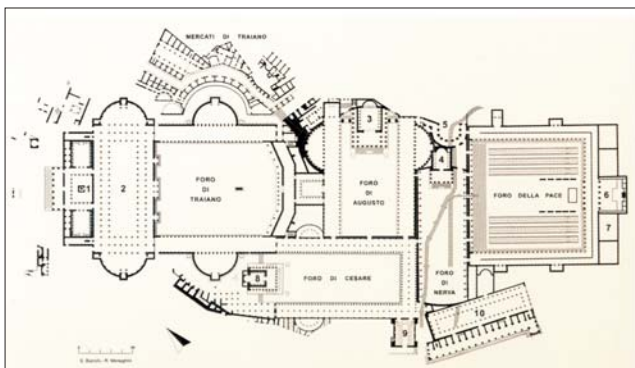 MERCATI DI TRAIANO
1
2
FORO
DI
TRAIANO
3
FORO
DI
AUGUSTO
5
4
FORO DELLA PACE
6
7
8
FORO DI CESARE
FORO
DI
NERVA
9
10